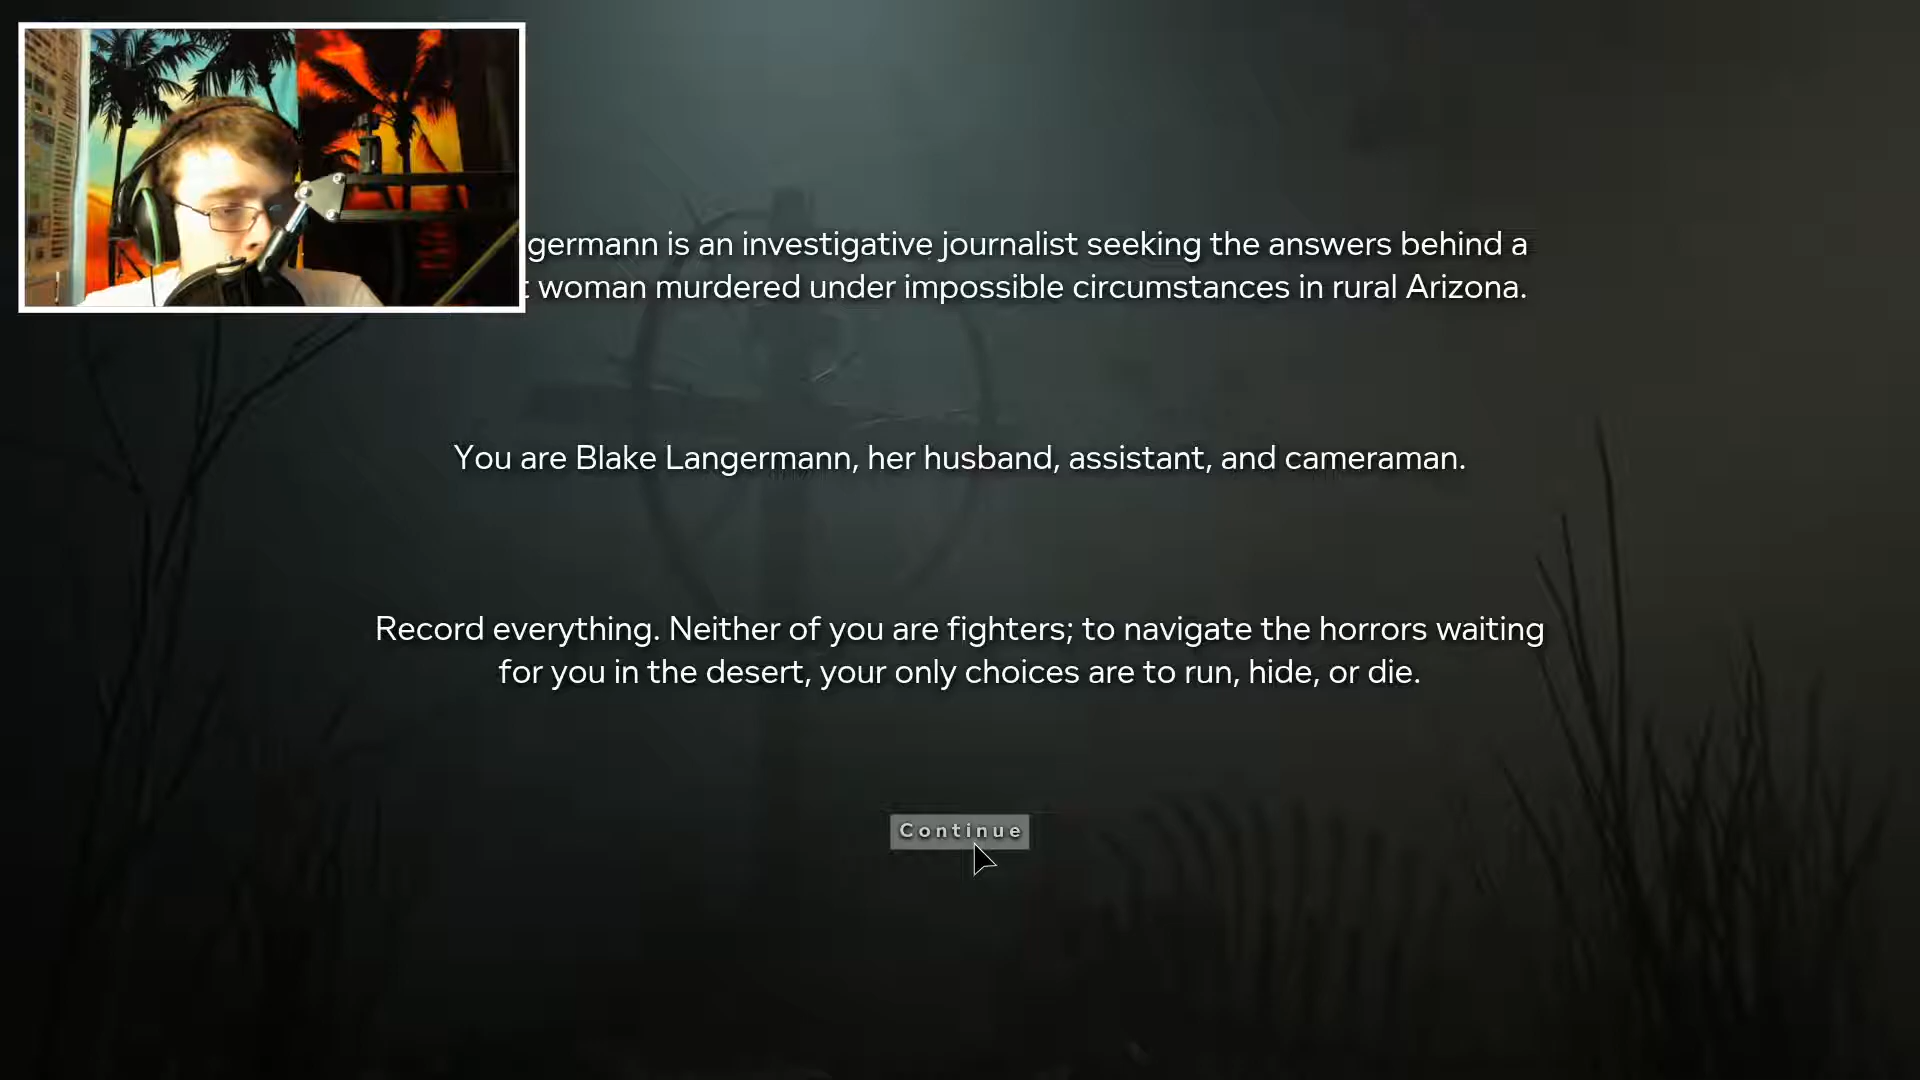 germann is an investigative journalist seeking the answers behind a
woman murdered under impossible circumstances in rural Arizona.
You are Blake Langermann, her husband, assistant, and cameraman.
Record everything. Neither of you are fighters; to navigate the horrors waiting
for you in the desert, your only choices are to run, hide, or die.
Continue